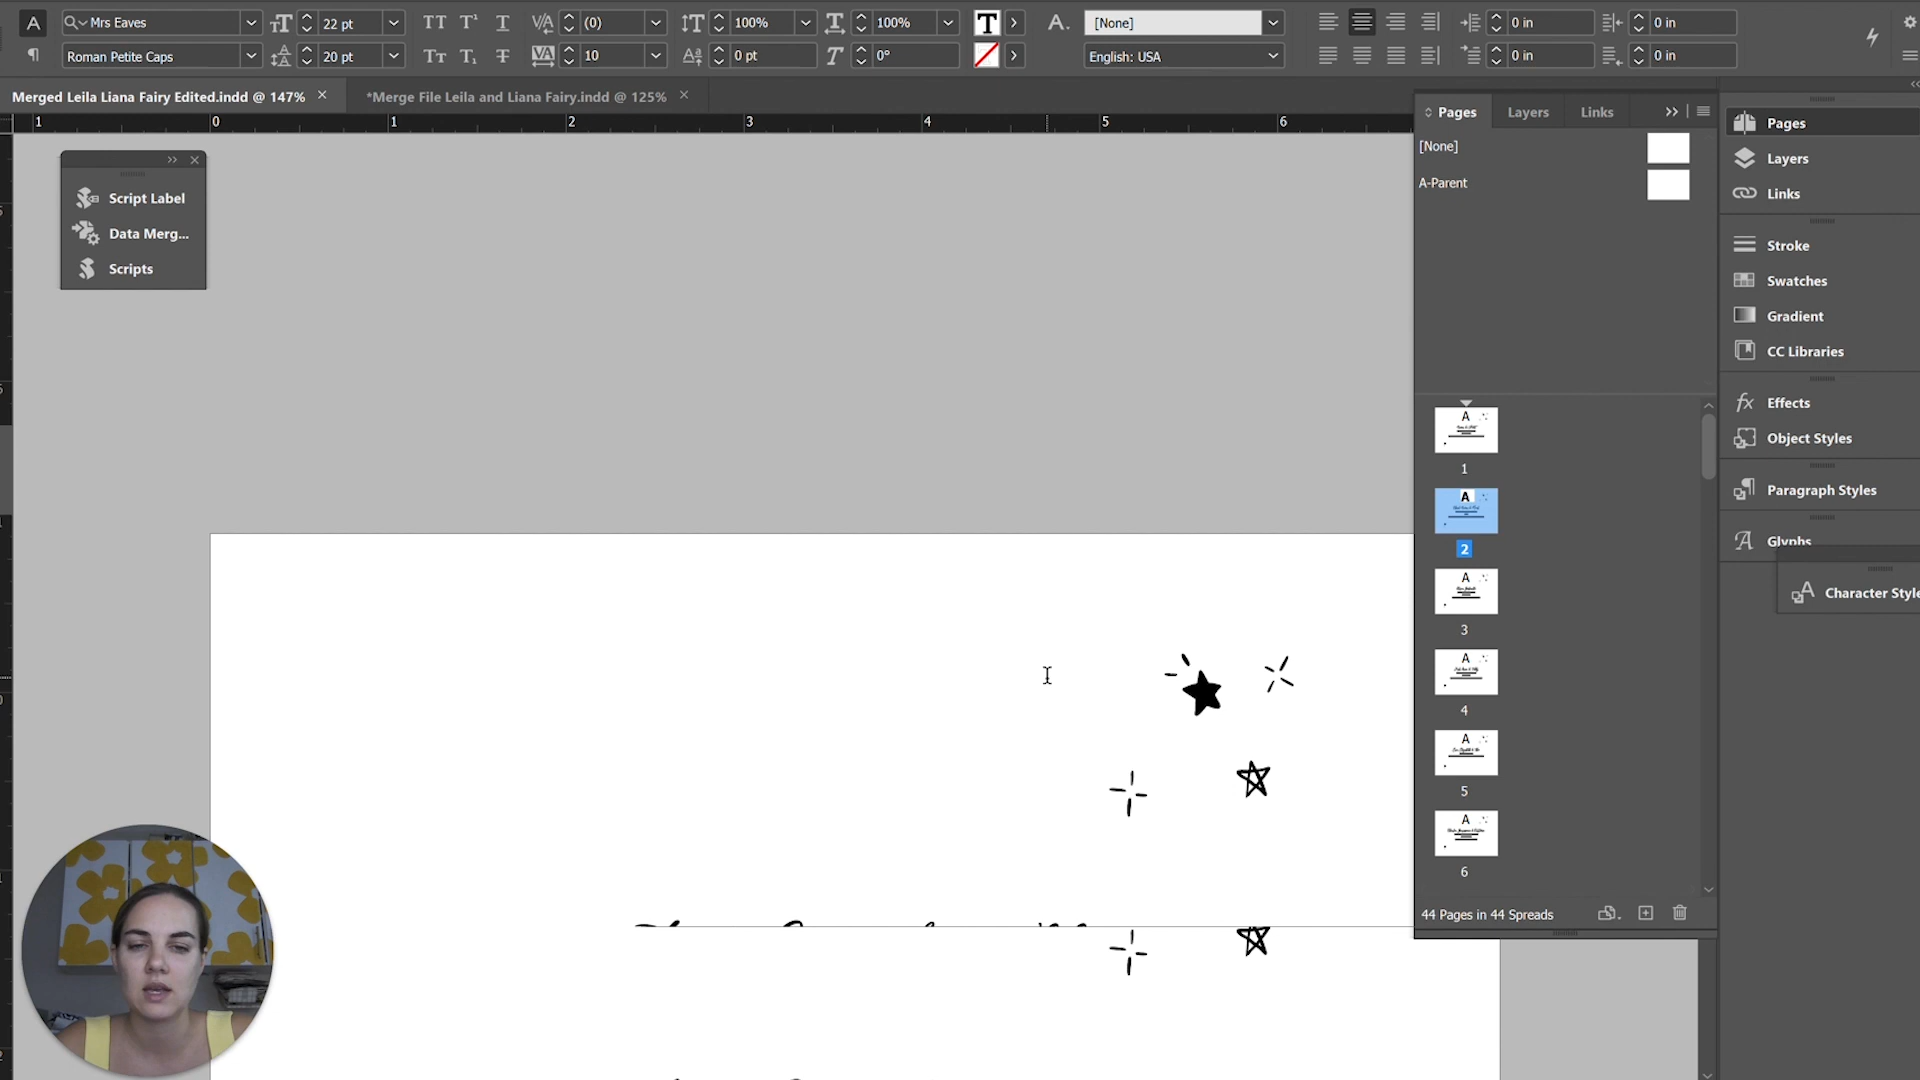 Mrs Eaves 22 pt (0) 100% 100% [None] 0 in 0 in
Roman Petite Caps 20 pt 10 0 pt 0° English: USA 0 in 0 in
Merged Leila Liana Fairy Edited.indd @ 147% *Merge File Leila and Liana Fairy.indd @ 125%
1 0 1 2 3 4 5 6
Pages Layers Links
[None]
A-Parent
Script Label
Data Merg...
Scripts
Pages
Layers
Links
Stroke
Swatches
Gradient
CC Libraries
Effects
Object Styles
Paragraph Styles
Glyphs
Character Style
A
1
A
2
A
3
A
4
A
5
A
6
44 Pages in 44 Spreads